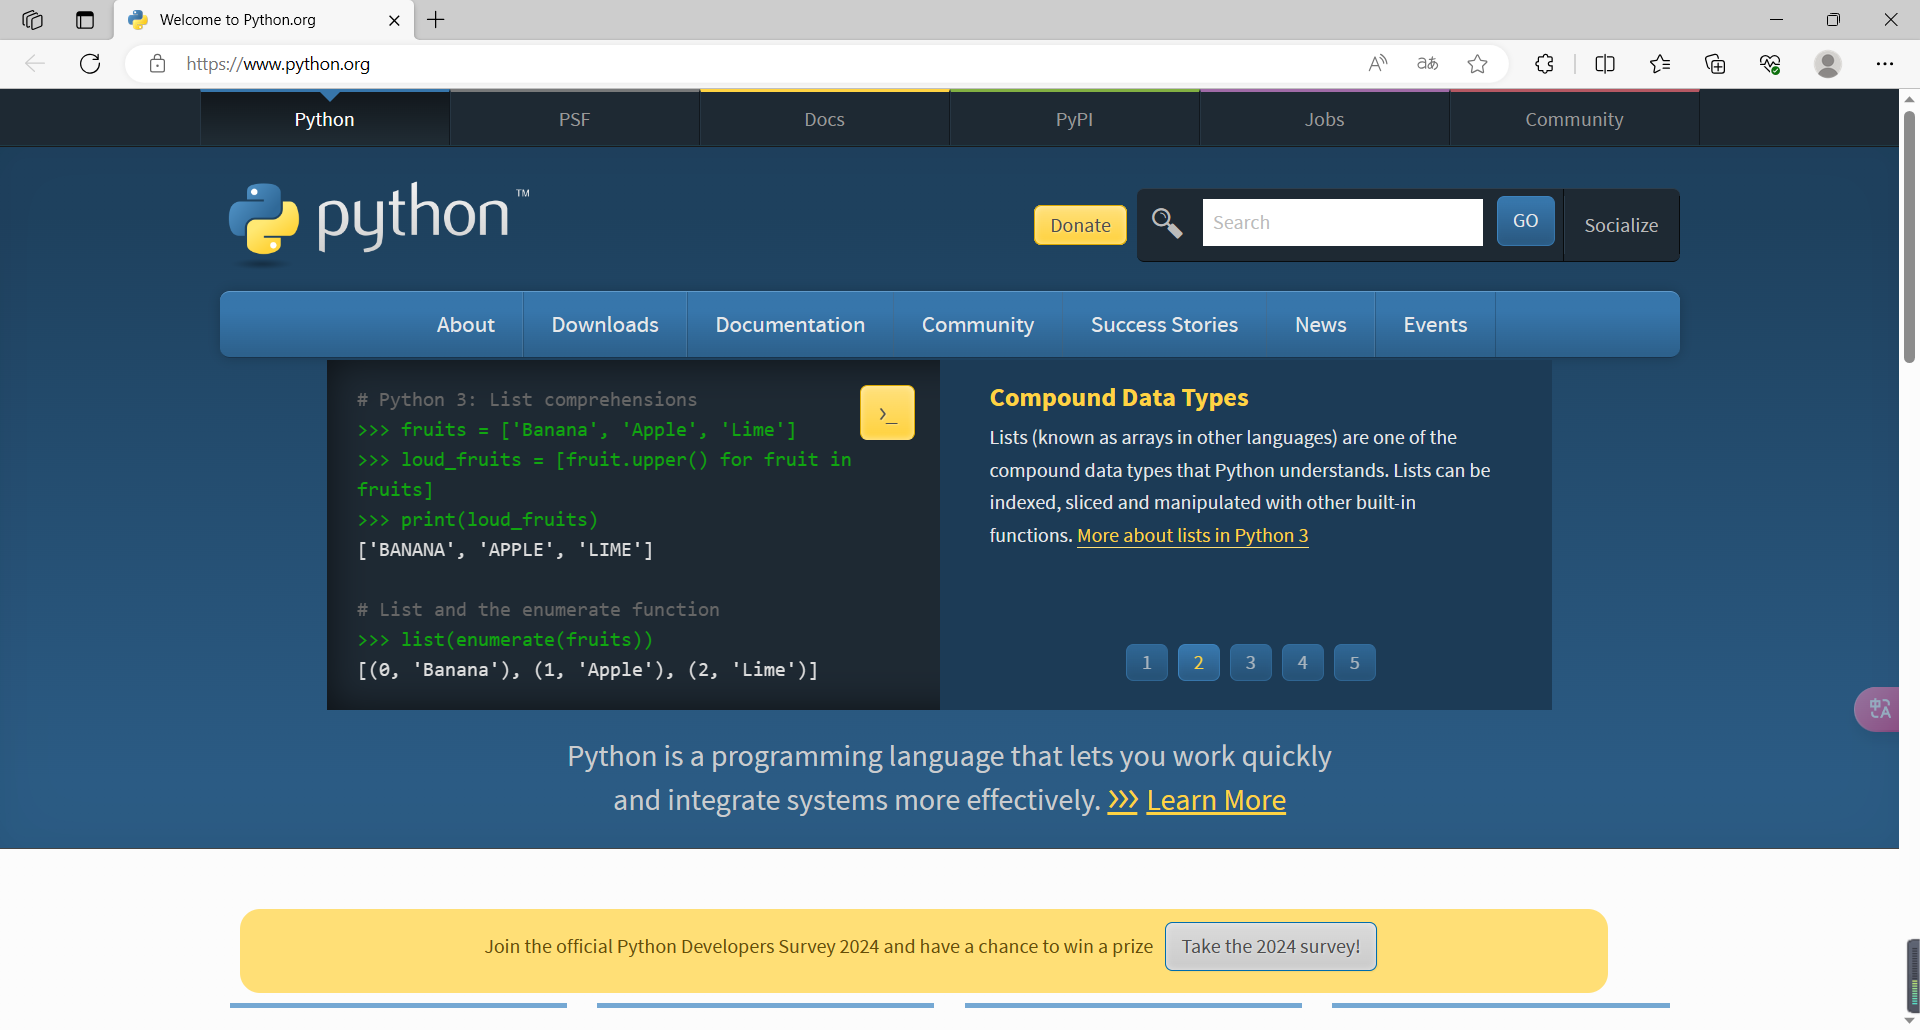 Welcome to Python.org
https://www.python.org
Python
PSF
Docs
PyPI
Jobs
Community
python™
Donate
Search
GO
Socialize
About
Downloads
Documentation
Community
Success Stories
News
Events
# Python 3: List comprehensions
>>> fruits = ['Banana', 'Apple', 'Lime']
>>> loud_fruits = [fruit.upper() for fruit in
fruits]
>>> print(loud_fruits)
['BANANA', 'APPLE', 'LIME']
# List and the enumerate function
>>> list(enumerate(fruits))
[(0, 'Banana'), (1, 'Apple'), (2, 'Lime')]
>_
Compound Data Types
Lists (known as arrays in other languages) are one of the
compound data types that Python understands. Lists can be
indexed, sliced and manipulated with other built-in
functions. More about lists in Python 3
1
2
3
4
5
Python is a programming language that lets you work quickly
and integrate systems more effectively. >>> Learn More
Join the official Python Developers Survey 2024 and have a chance to win a prize
Take the 2024 survey!